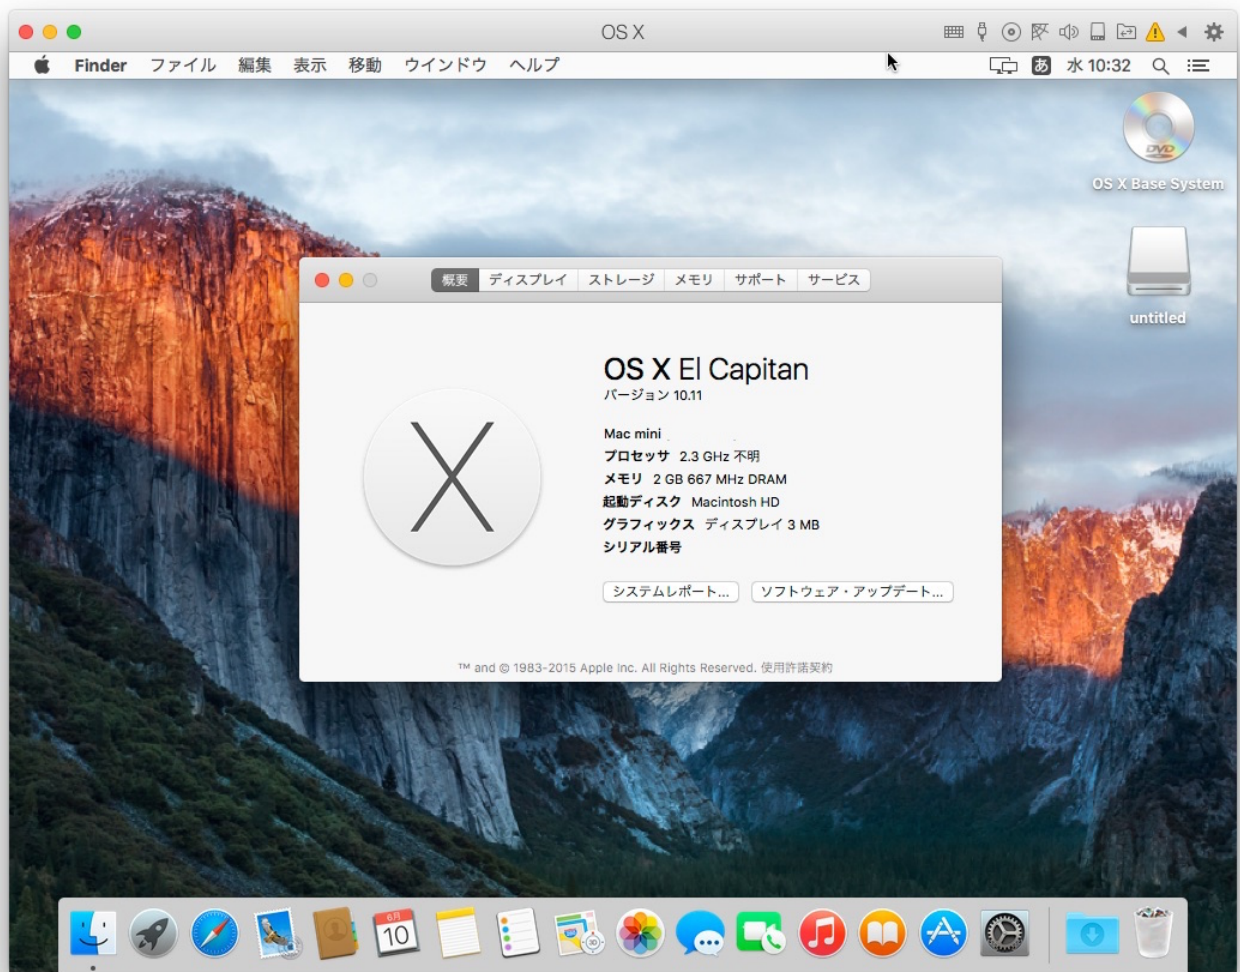 OS X
Finder ファイル 編集 表示 移動 ウインドウ ヘルプ あ 水 10:32
DVD
OS X Base System
untitled
概要 ディスプレイ ストレージ メモリ サポート サービス
OS X El Capitan
バージョン 10.11
Mac mini
プロセッサ 2.3 GHz 不明
メモリ 2 GB 667 MHz DRAM
起動ディスク Macintosh HD
グラフィックス ディスプレイ 3 MB
シリアル番号
システムレポート... ソフトウェア・アップデート...
™ and © 1983-2015 Apple Inc. All Rights Reserved. 使用許諾契約
6月
10